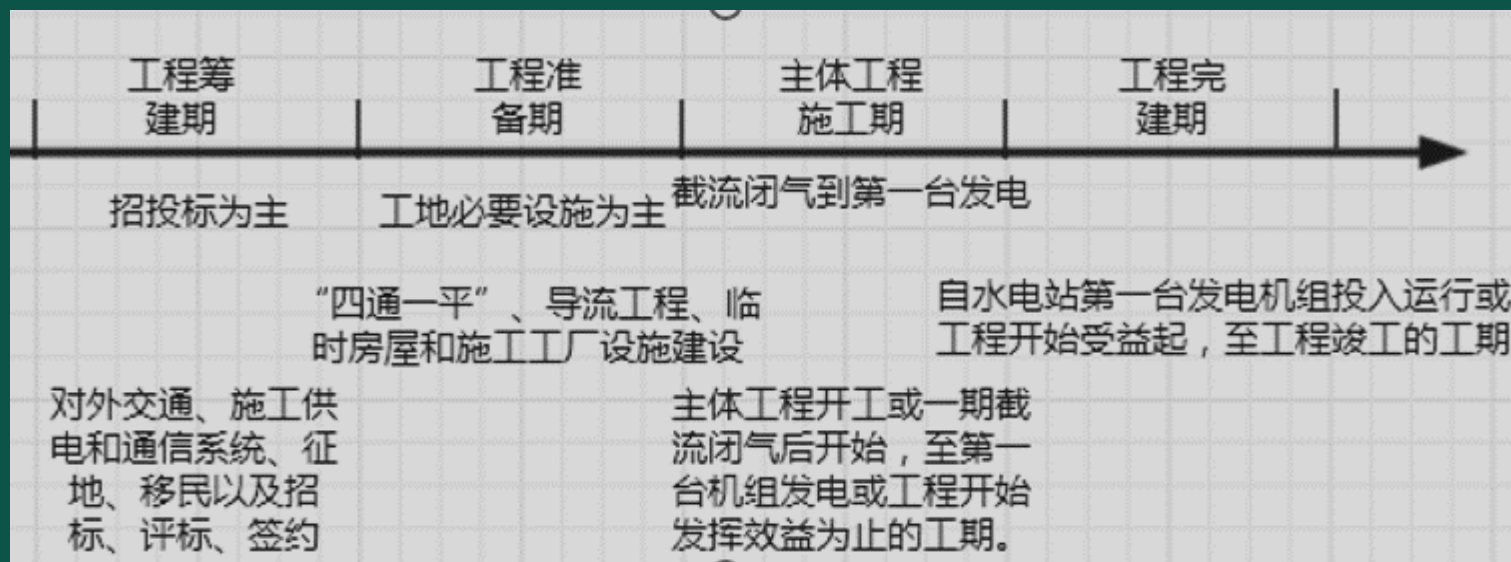 工程筹
建期
工程准
备期
主体工程
施工期
工程完
建期
招投标为主
工地必要设施为主
截流闭气到第一台发电
“四通一平”、导流工程、临
时房屋和施工工厂设施建设
自水电站第一台发电机组投入运行或
工程开始受益起，至工程竣工的工期
对外交通、施工供
电和通信系统、征
地、移民以及招
标、评标、签约
主体工程开工或一期截
流闭气后开始，至第一
台机组发电或工程开始
发挥效益为止的工期。